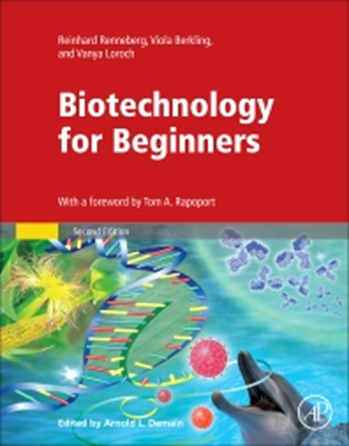 Reinhard Renneberg, Viola Berkling,
and Vanya Loroch
Biotechnology
for Beginners
With a foreword by Tom A. Rapoport
Second Edition
Edited by Arnold L. Demain
AP